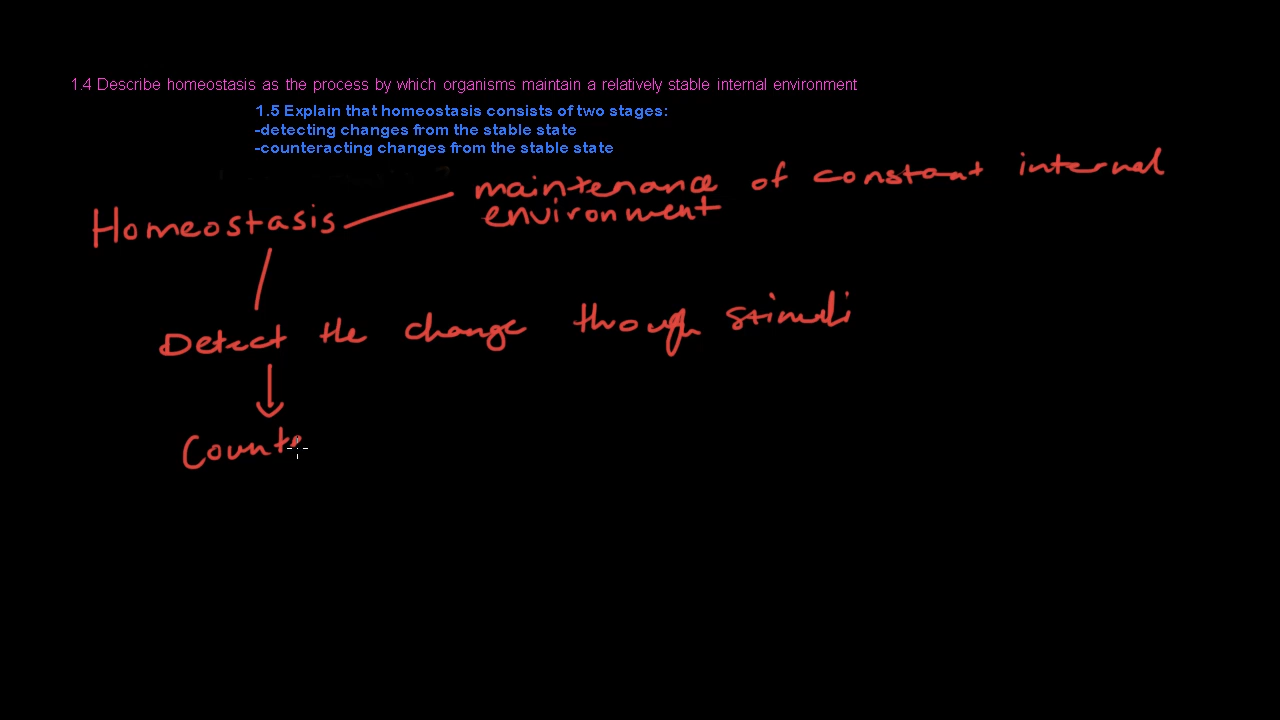 1.4 Describe homeostasis as the process by which organisms maintain a relatively stable internal environment
1.5 Explain that homeostasis consists of two stages:
-detecting changes from the stable state
-counteracting changes from the stable state
Homeostasis
maintenance of constant internal
environment
Detect the change through stimuli
Counte